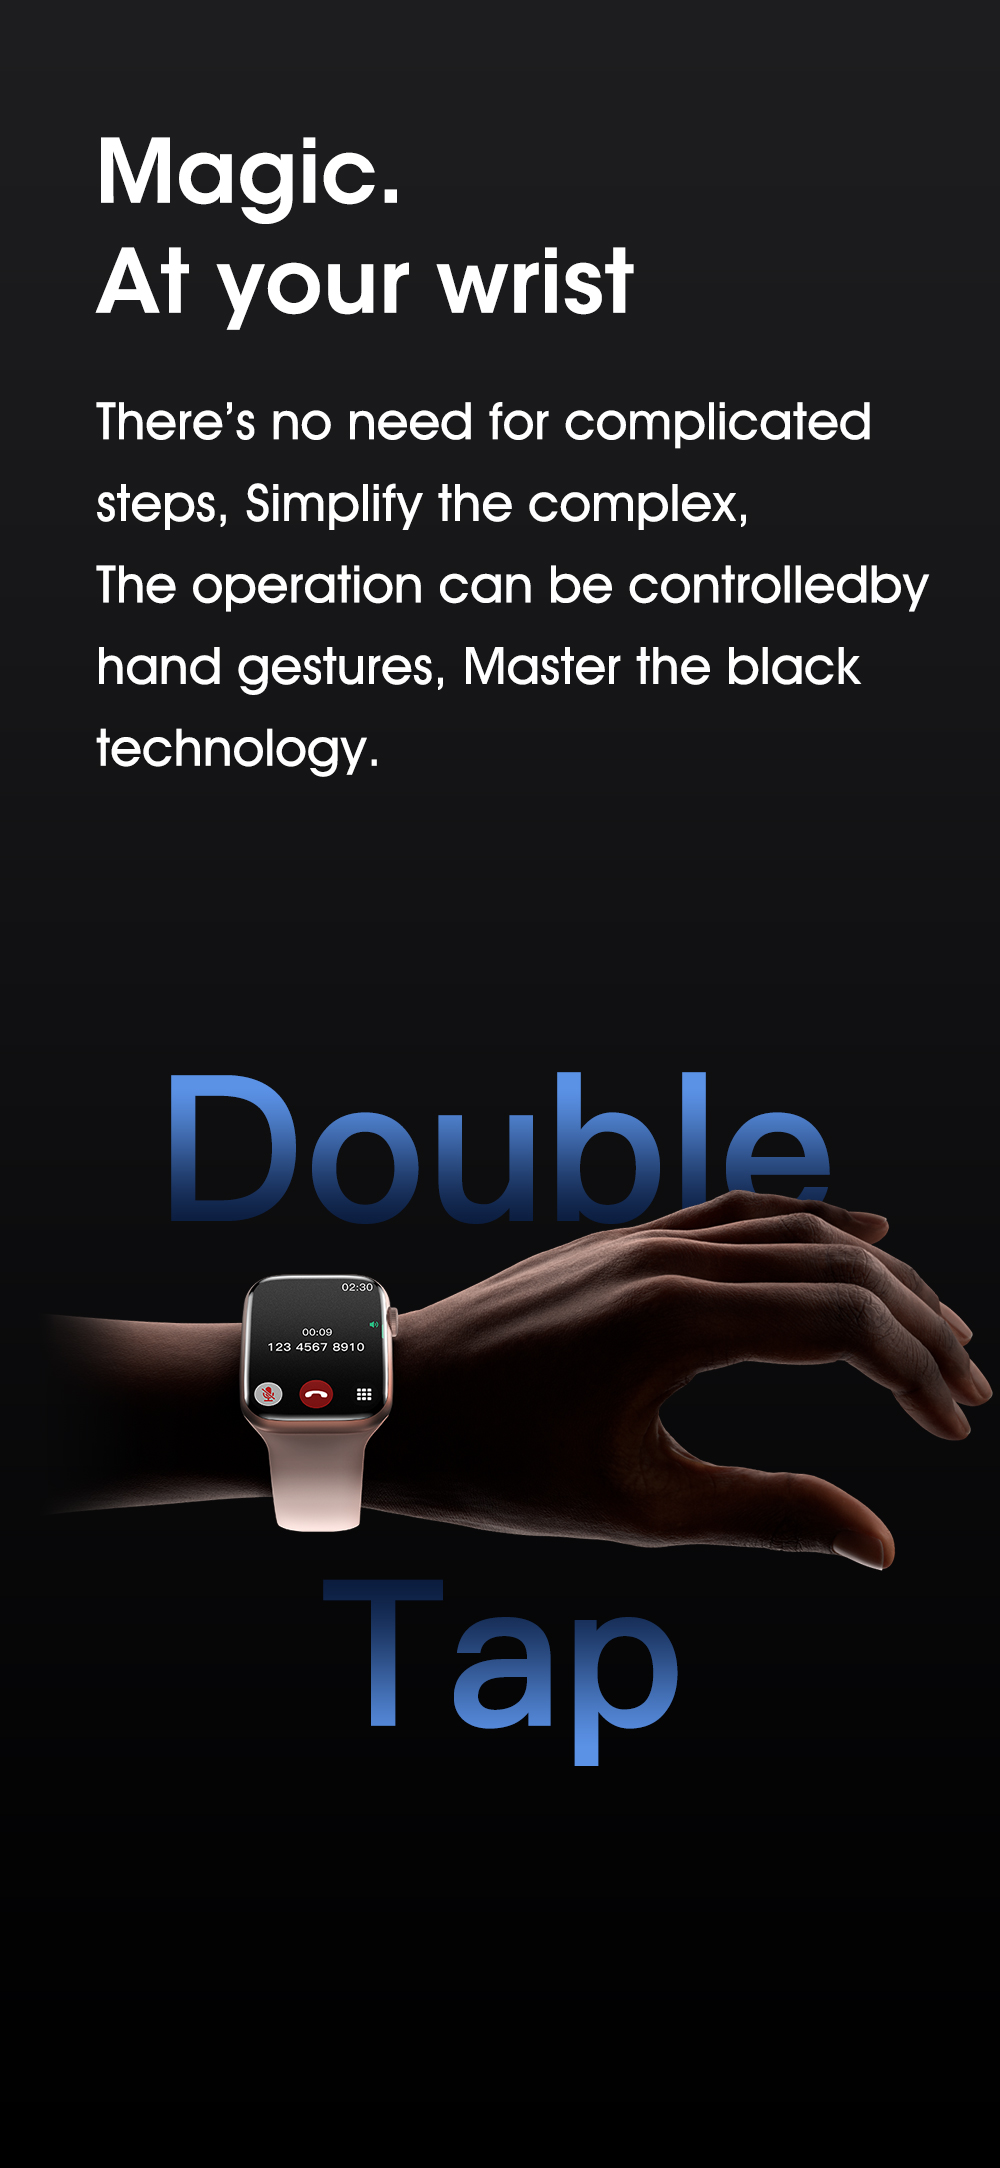 Magic.
At your wrist
There’s no need for complicated
steps, Simplify the complex,
The operation can be controlledby
hand gestures, Master the black
technology.
Double
02:30
00:09
123 4567 8910
Tap